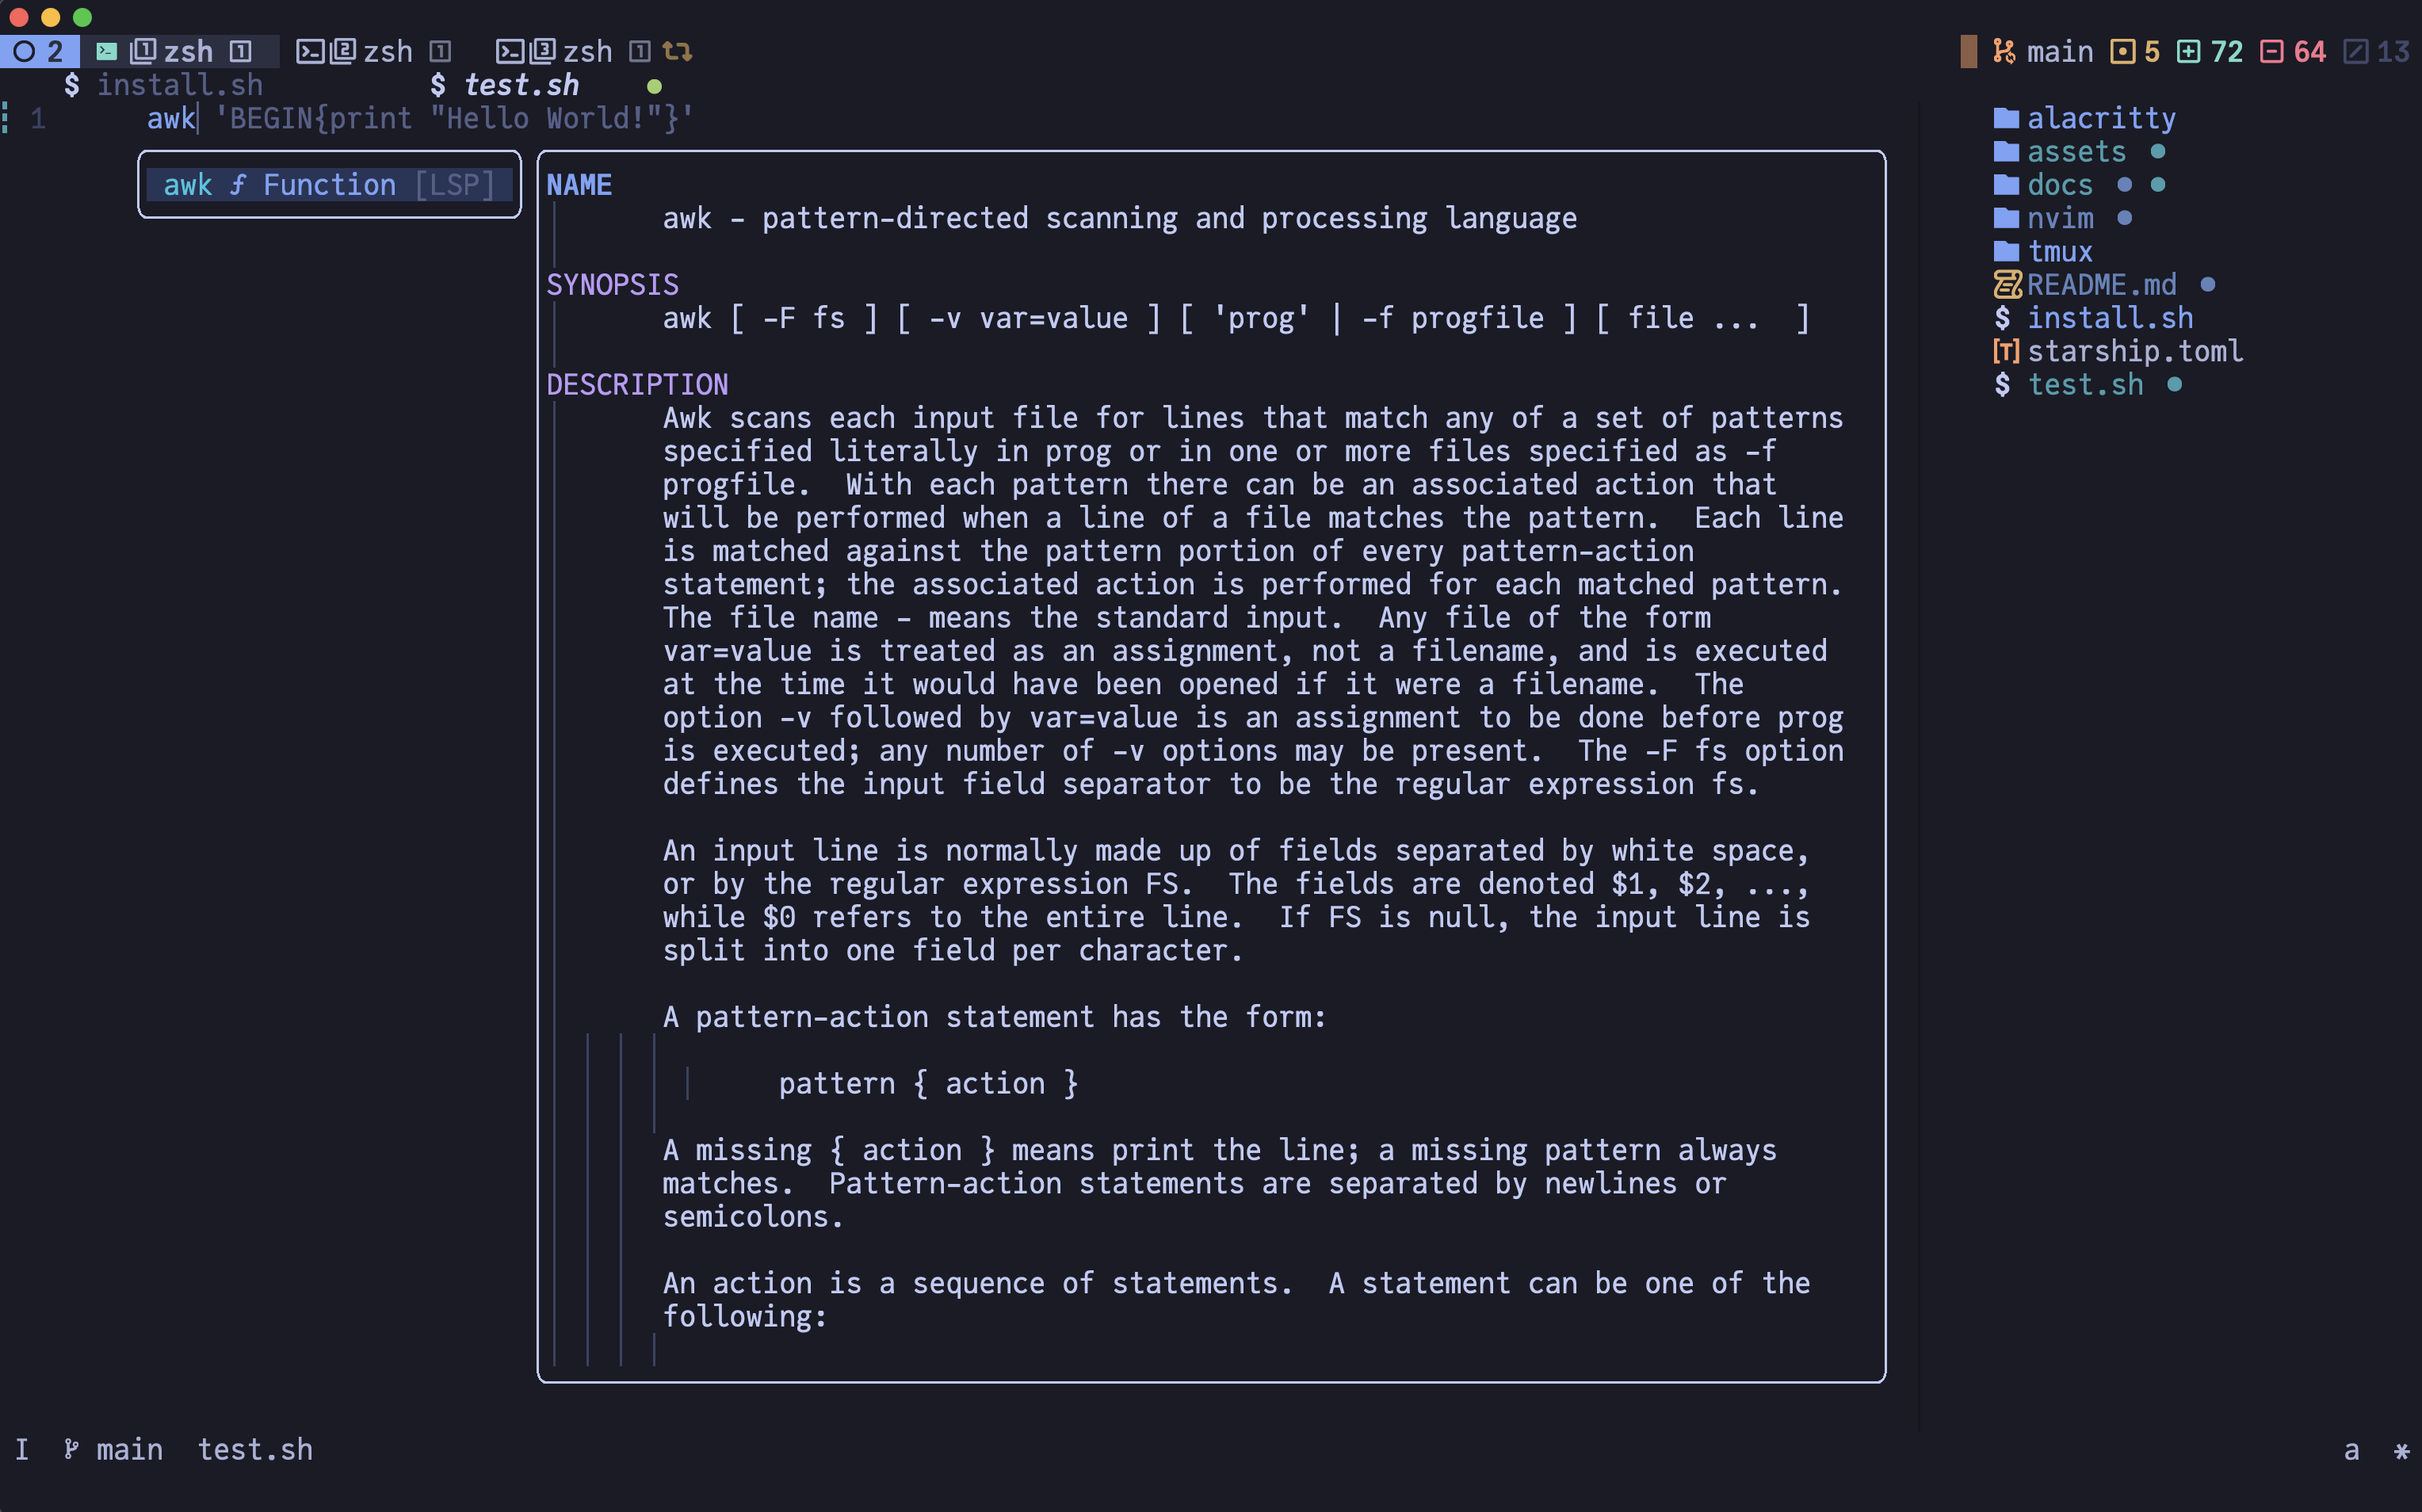 2 1 zsh 1 2 zsh 1 3 zsh 1 main 5 72 64 13
$ install.sh $ test.sh
1 awk 'BEGIN{print "Hello World!"}'
awk f Function [LSP]
NAME
awk - pattern-directed scanning and processing language
SYNOPSIS
awk [ -F fs ] [ -v var=value ] [ 'prog' | -f progfile ] [ file ...  ]
DESCRIPTION
Awk scans each input file for lines that match any of a set of patterns
specified literally in prog or in one or more files specified as -f
progfile.  With each pattern there can be an associated action that
will be performed when a line of a file matches the pattern.  Each line
is matched against the pattern portion of every pattern-action
statement; the associated action is performed for each matched pattern.
The file name - means the standard input.  Any file of the form
var=value is treated as an assignment, not a filename, and is executed
at the time it would have been opened if it were a filename.  The
option -v followed by var=value is an assignment to be done before prog
is executed; any number of -v options may be present.  The -F fs option
defines the input field separator to be the regular expression fs.
An input line is normally made up of fields separated by white space,
or by the regular expression FS.  The fields are denoted $1, $2, ...,
while $0 refers to the entire line.  If FS is null, the input line is
split into one field per character.
A pattern-action statement has the form:
pattern { action }
A missing { action } means print the line; a missing pattern always
matches.  Pattern-action statements are separated by newlines or
semicolons.
An action is a sequence of statements.  A statement can be one of the
following:
alacritty
assets
docs
nvim
tmux
README.md
$ install.sh
[T] starship.toml
$ test.sh
I main test.sh a *